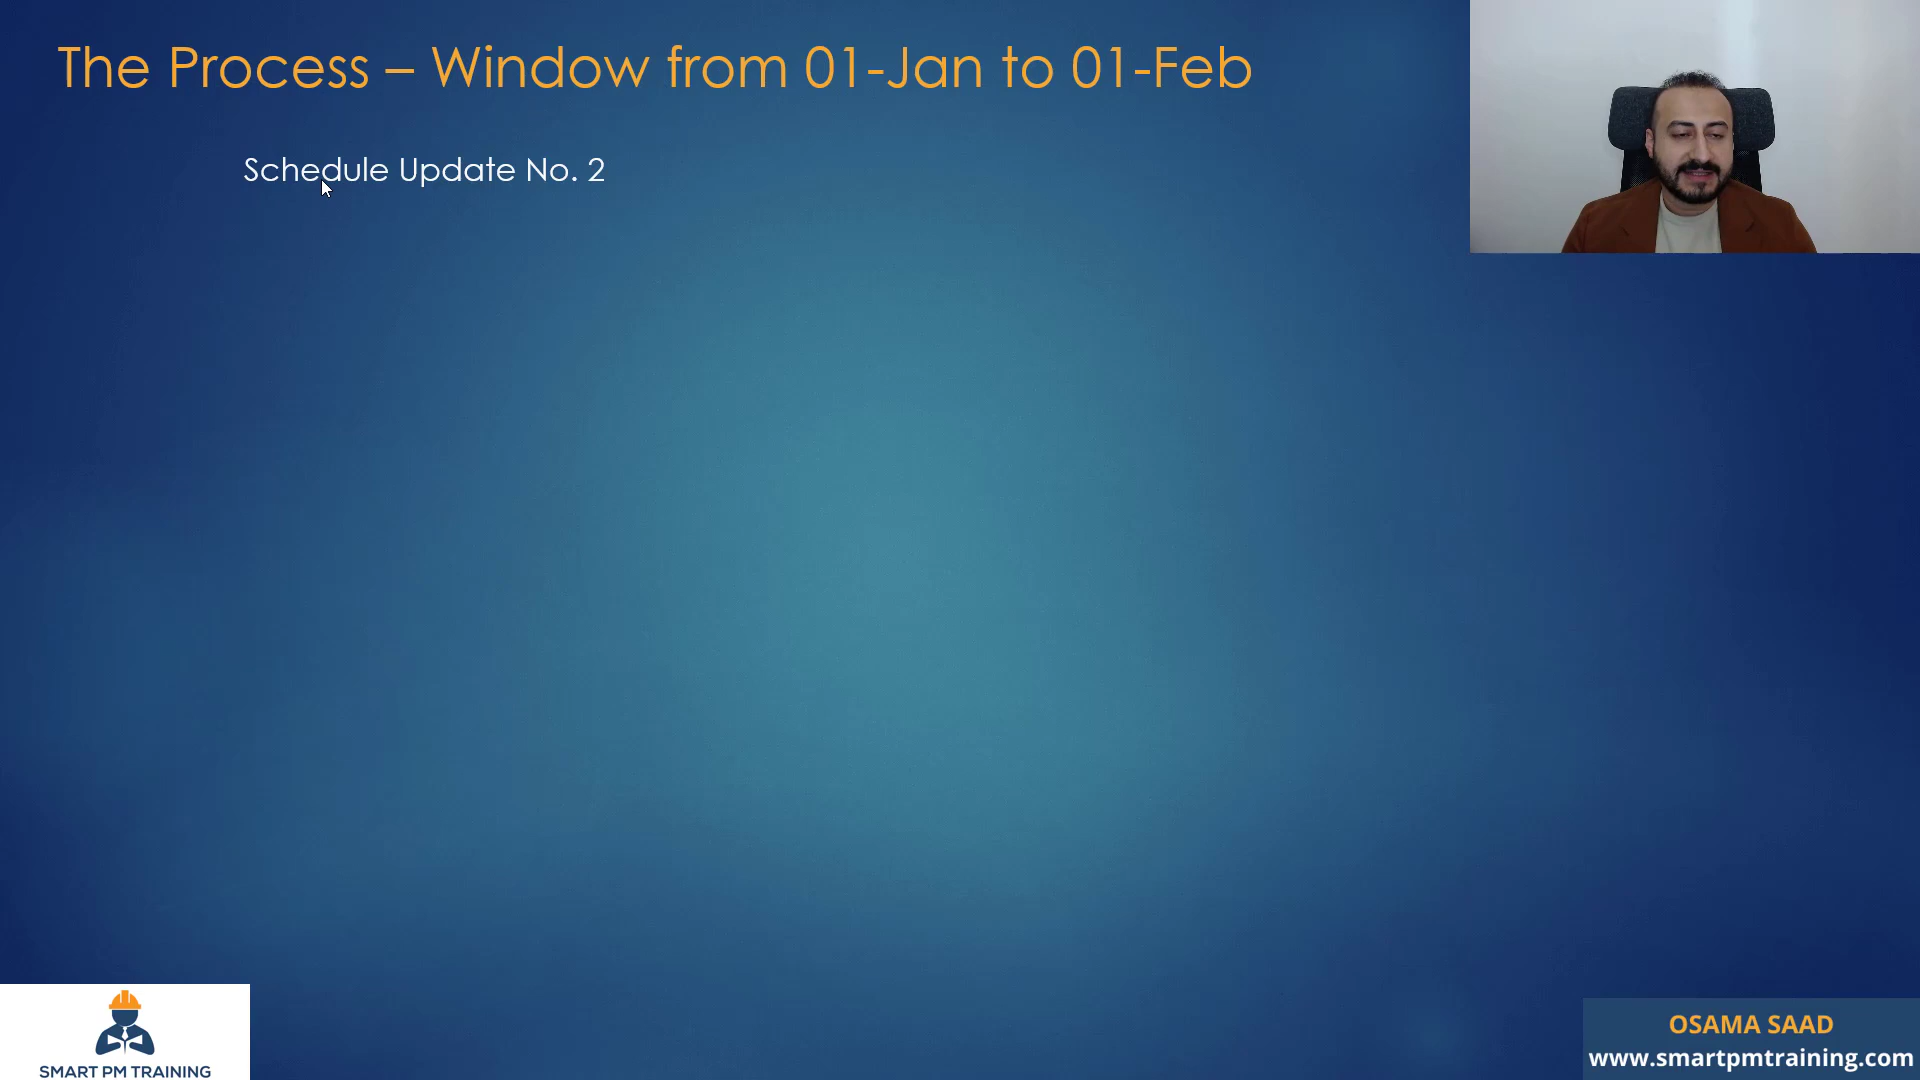 The Process – Window from 01-Jan to 01-Feb
Schedule Update No. 2
SMART PM TRAINING
OSAMA SAAD
www.smartpmtraining.com